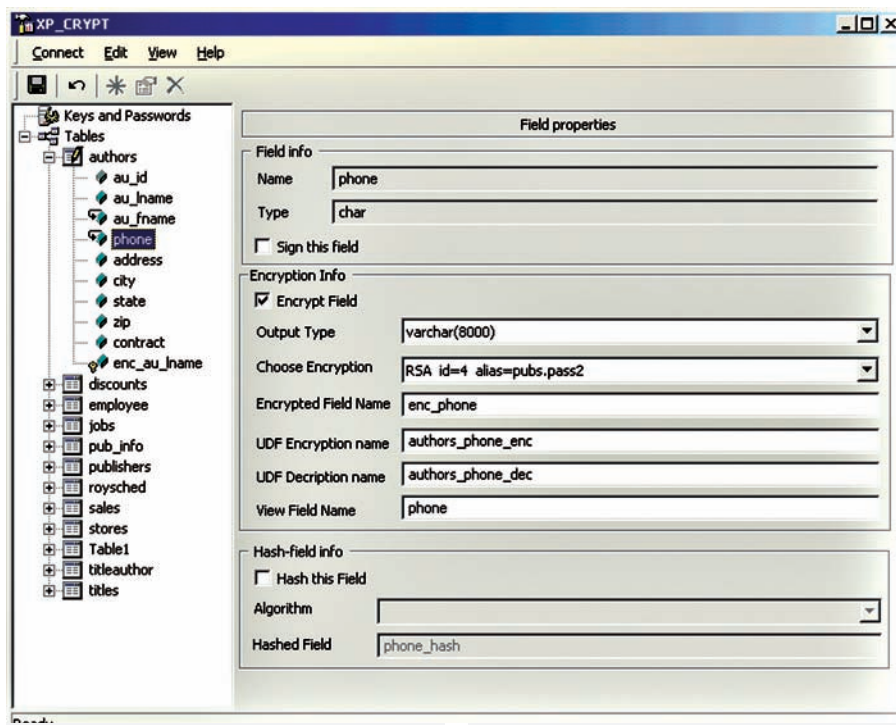 XP_CRYPT
Connect Edit View Help
Keys and Passwords
Tables
authors
au_id
au_lname
au_fname
phone
address
city
state
zip
contract
enc_au_lname
discounts
employee
jobs
pub_info
publishers
roysched
sales
stores
Table1
titleauthor
titles
Field properties
Field info
Name phone
Type char
Sign this field
Encryption Info
Encrypt Field
Output Type varchar(8000)
Choose Encryption RSA id=4 alias=pubs.pass2
Encrypted Field Name enc_phone
UDF Encryption name authors_phone_enc
UDF Decription name authors_phone_dec
View Field Name phone
Hash-field info
Hash this Field
Algorithm
Hashed Field phone_hash
Ready